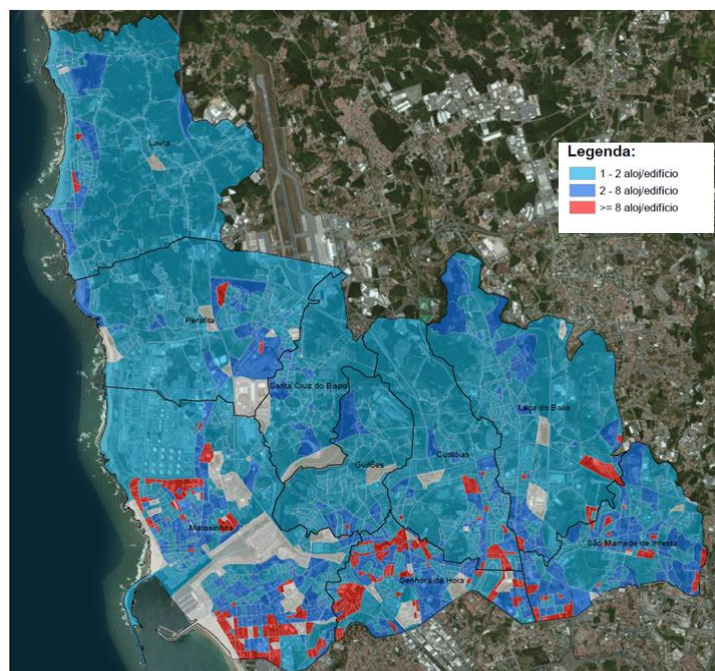 Lavra
Legenda:
1 - 2 aloj/edifício
2 - 8 aloj/edifício
>= 8 aloj/edifício
Perafita
Santa Cruz do Bispo
Leça do Balio
Custóias
Guifões
Matosinhos
São Mamede de Infesta
Senhora da Hora